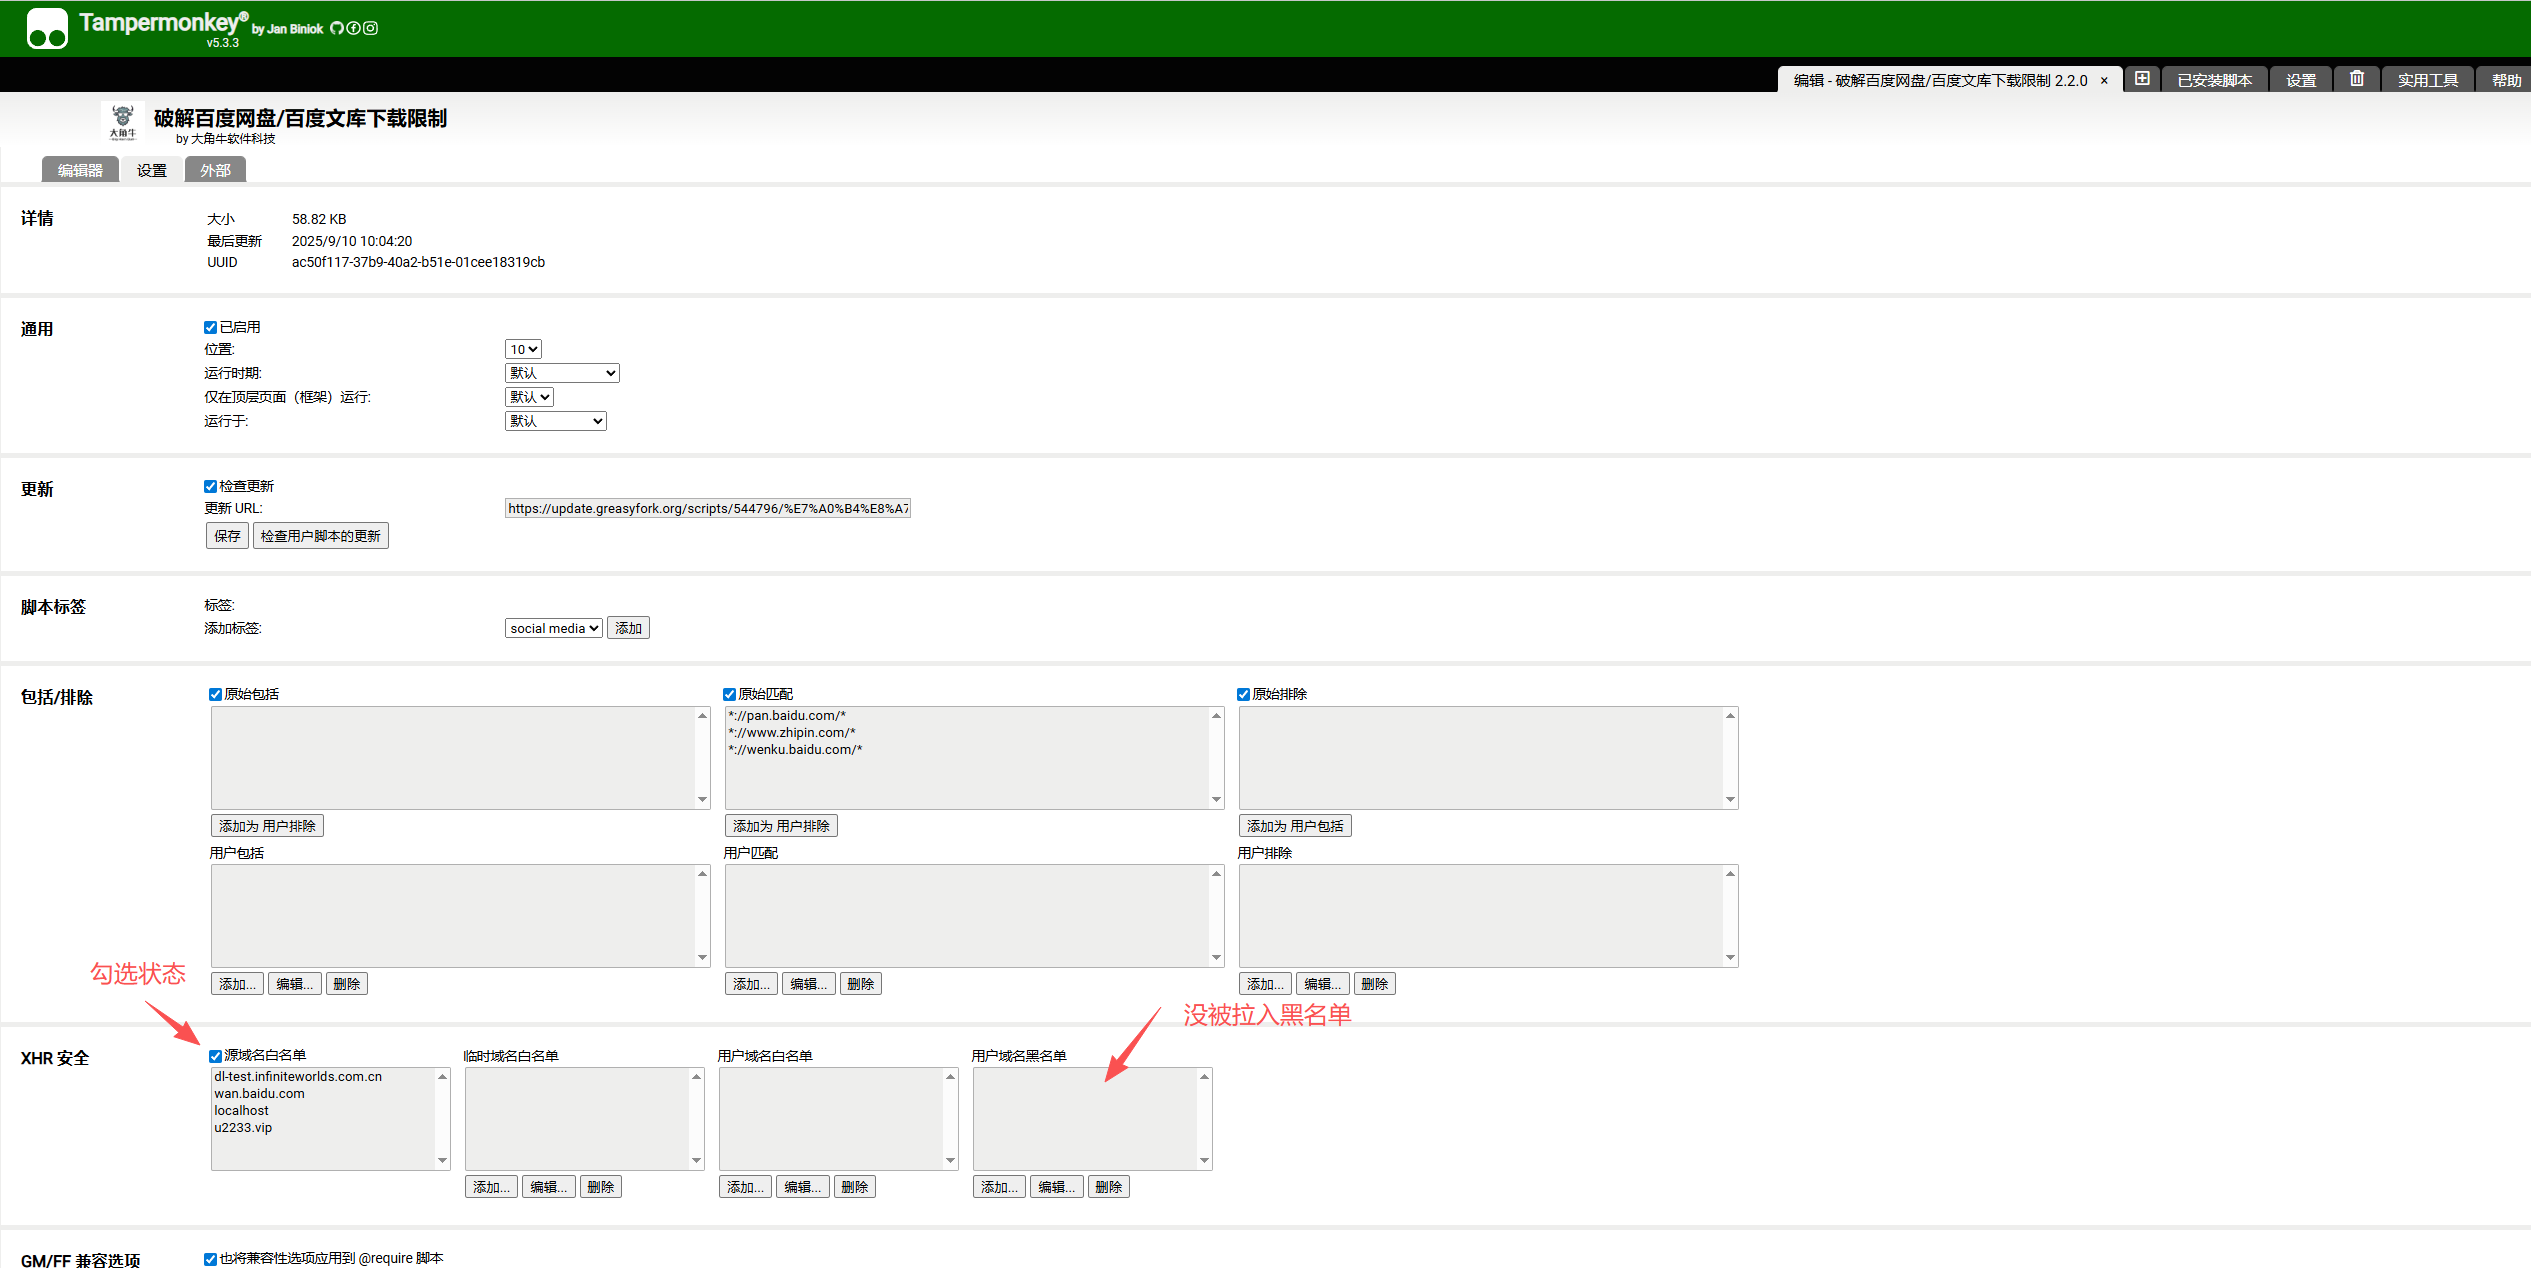 Tampermonkey® by Jan Biniok
v5.3.3
编辑 - 破解百度网盘/百度文库下载限制 2.2.0 × 已安装脚本 设置 实用工具 帮助
大角牛
破解百度网盘/百度文库下载限制
by 大角牛软件科技
编辑器 设置 外部
详情
大小 58.82 KB
最后更新 2025/9/10 10:04:20
UUID ac50f117-37b9-40a2-b51e-01cee18319cb
通用
已启用
位置: 10
运行时期: 默认
仅在顶层页面（框架）运行: 默认
运行于: 默认
更新
检查更新
更新 URL: https://update.greasyfork.org/scripts/544796/%E7%A0%B4%E8%A7
保存 检查用户脚本的更新
脚本标签
标签:
添加标签: social media 添加
包括/排除
原始包括 原始匹配 原始排除
*://pan.baidu.com/*
*://www.zhipin.com/*
*://wenku.baidu.com/*
添加为 用户排除 添加为 用户排除 添加为 用户包括
用户包括 用户匹配 用户排除
勾选状态
添加... 编辑... 删除 添加... 编辑... 删除 添加... 编辑... 删除
没被拉入黑名单
XHR 安全
源域名白名单 临时域名白名单 用户域名白名单 用户域名黑名单
dl-test.infiniteworlds.com.cn
wan.baidu.com
localhost
u2233.vip
添加... 编辑... 删除 添加... 编辑... 删除 添加... 编辑... 删除
GM/FF 兼容选项
也将兼容性选项应用到 @require 脚本